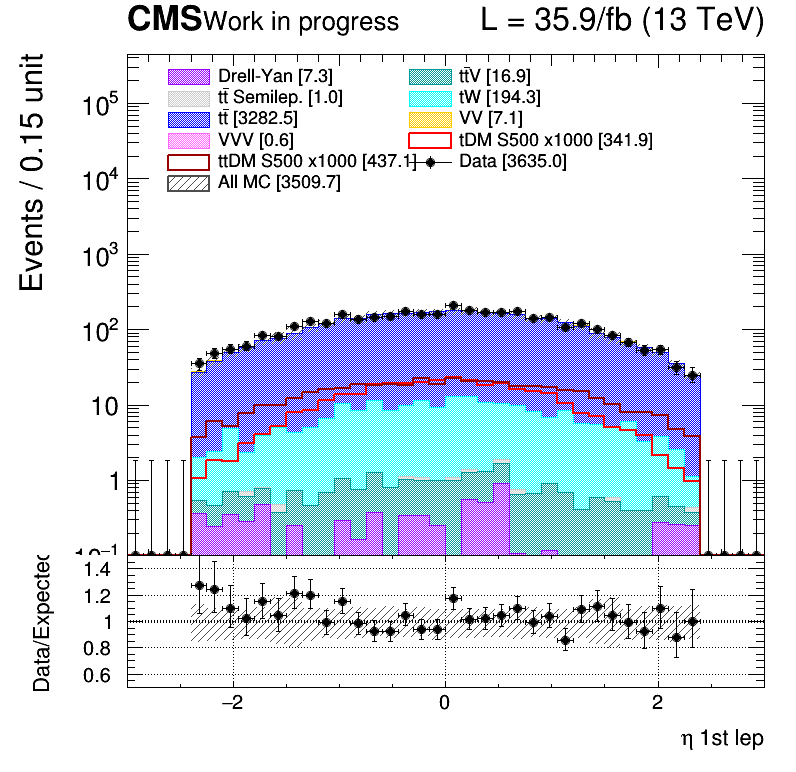 CMS Work in progress L = 35.9/fb (13 TeV)
Events / 0.15 unit
Drell-Yan [7.3] tt̄V [16.9]
tt̄ Semilep. [1.0] tW [194.3]
tt̄ [3282.5] VV [7.1]
VVV [0.6] tDM S500 x1000 [341.9]
ttDM S500 x1000 [437.1] Data [3635.0]
All MC [3509.7]
10⁵
10⁴
10³
10²
10
1
10⁻¹
Data/Expected
1.4
1.2
1
0.8
0.6
−2 0 2
η 1st lep